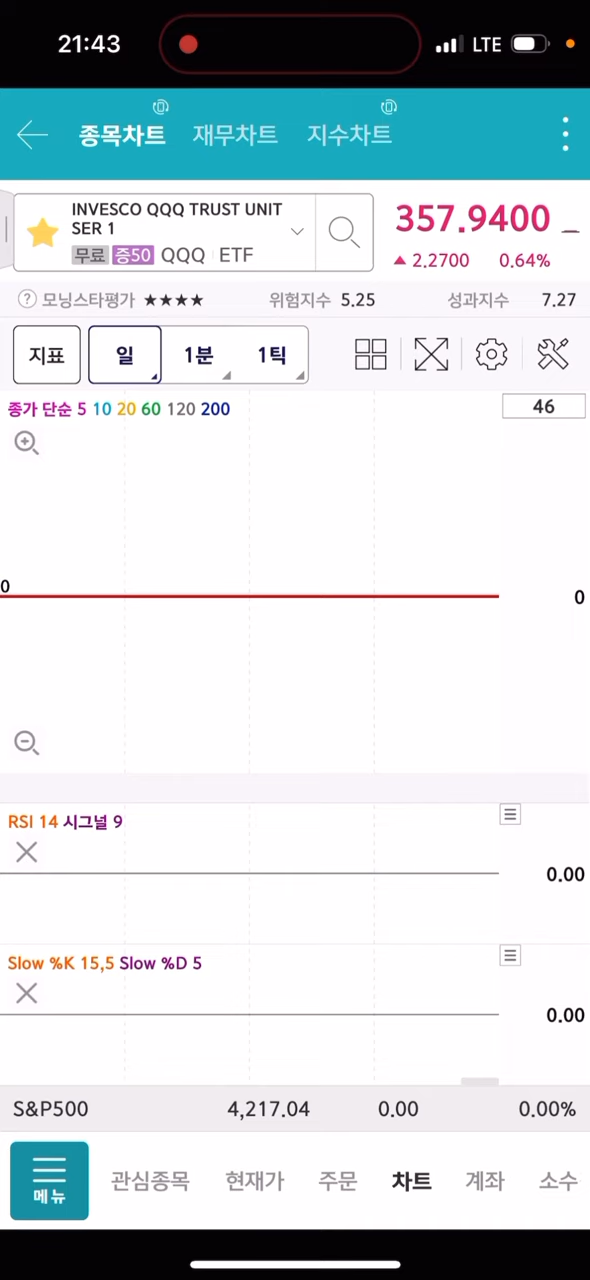 21:43
LTE
종목차트 재무차트 지수차트
INVESCO QQQ TRUST UNIT
SER 1
무료 증50 QQQ ETF
357.9400
▲ 2.2700 0.64%
? 모닝스타평가 ★★★★ 위험지수 5.25 성과지수 7.27
지표 일 1분 1틱
종가 단순 5 10 20 60 120 200
46
0
0
RSI 14 시그널 9
0.00
Slow %K 15,5 Slow %D 5
0.00
S&P500 4,217.04 0.00 0.00%
메뉴 관심종목 현재가 주문 차트 계좌 소수